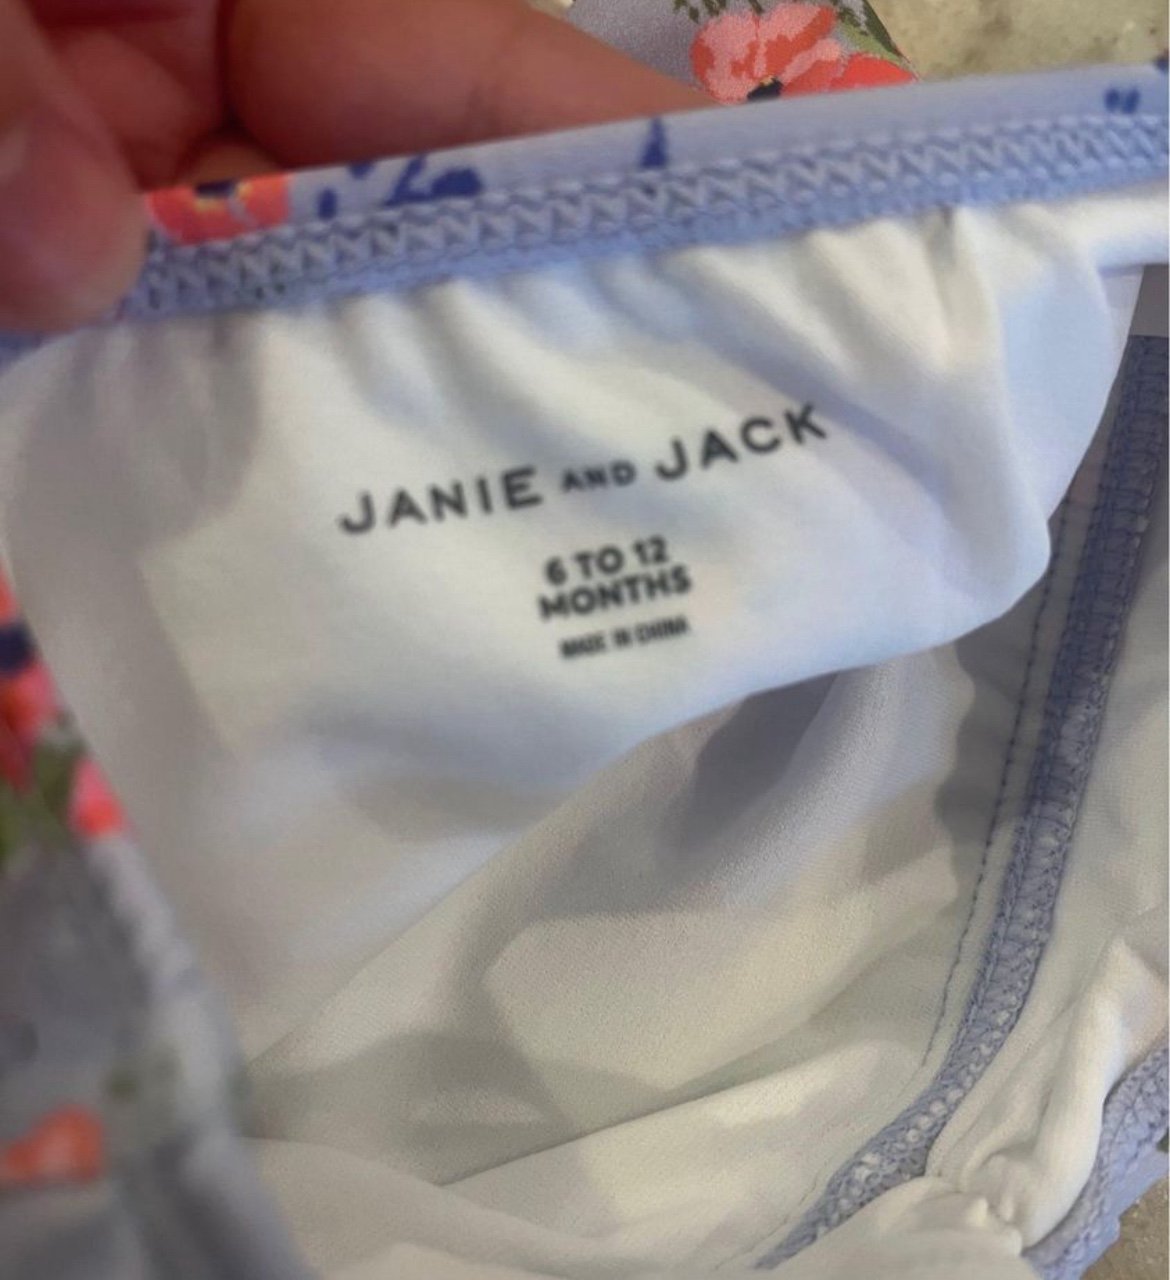 JANIE AND JACK
6 TO 12
MONTHS
MADE IN CHINA